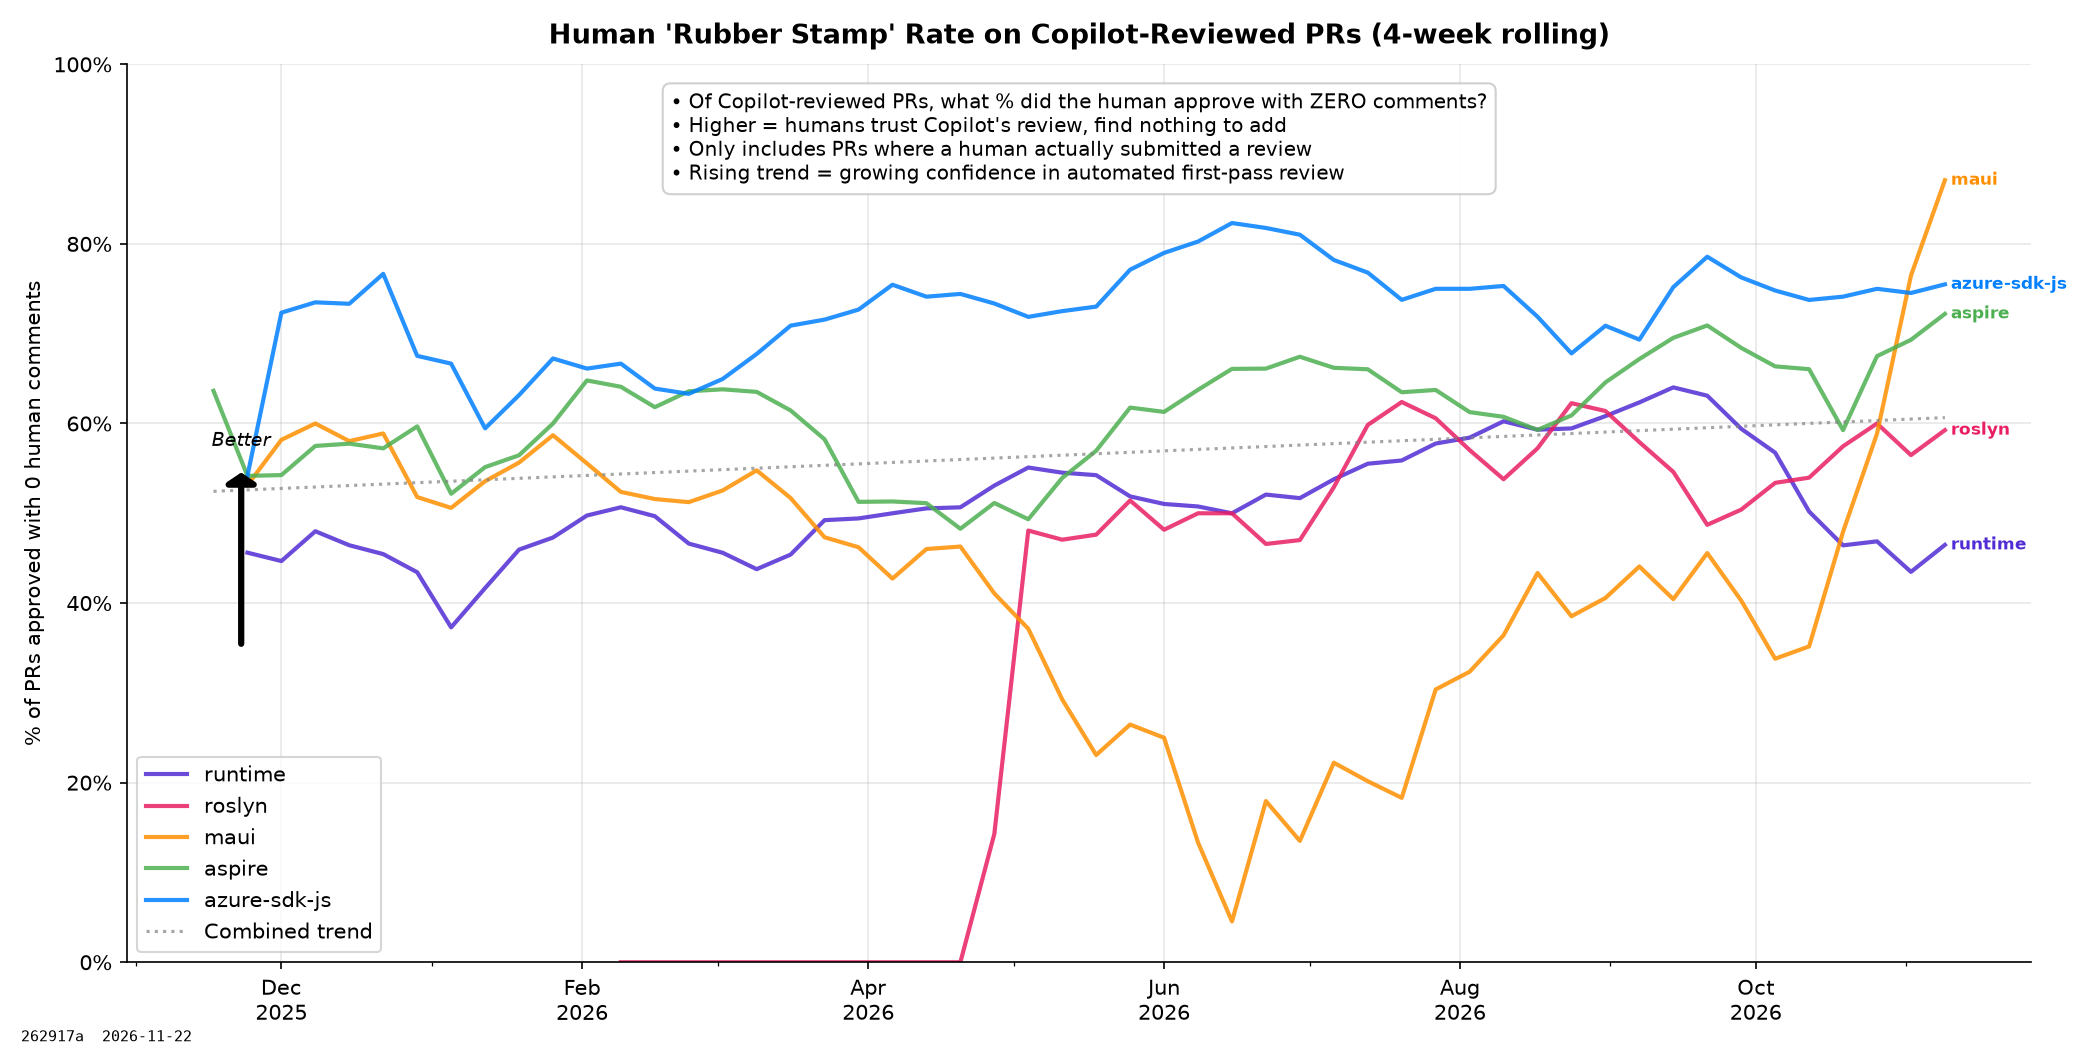 Human 'Rubber Stamp' Rate on Copilot-Reviewed PRs (4-week rolling)
• Of Copilot-reviewed PRs, what % did the human approve with ZERO comments?
• Higher = humans trust Copilot's review, find nothing to add
• Only includes PRs where a human actually submitted a review
• Rising trend = growing confidence in automated first-pass review
% of PRs approved with 0 human comments
100%
80%
60%
40%
20%
0%
Better
maui
azure-sdk-js
aspire
roslyn
runtime
runtime
roslyn
maui
aspire
azure-sdk-js
Combined trend
Dec
2025
Feb
2026
Apr
2026
Jun
2026
Aug
2026
Oct
2026
262917a 2026-11-22